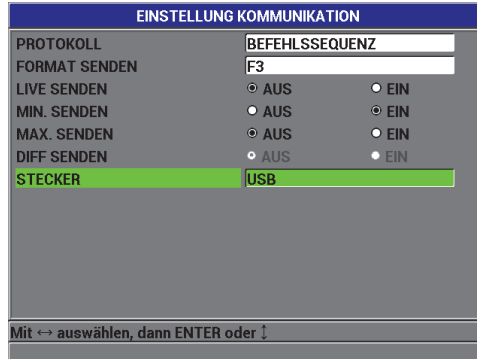 EINSTELLUNG KOMMUNIKATION
PROTOKOLL BEFEHLSSEQUENZ
FORMAT SENDEN F3
LIVE SENDEN AUS EIN
MIN. SENDEN AUS EIN
MAX. SENDEN AUS EIN
DIFF SENDEN AUS EIN
STECKER USB
Mit ↔ auswählen, dann ENTER oder ↕